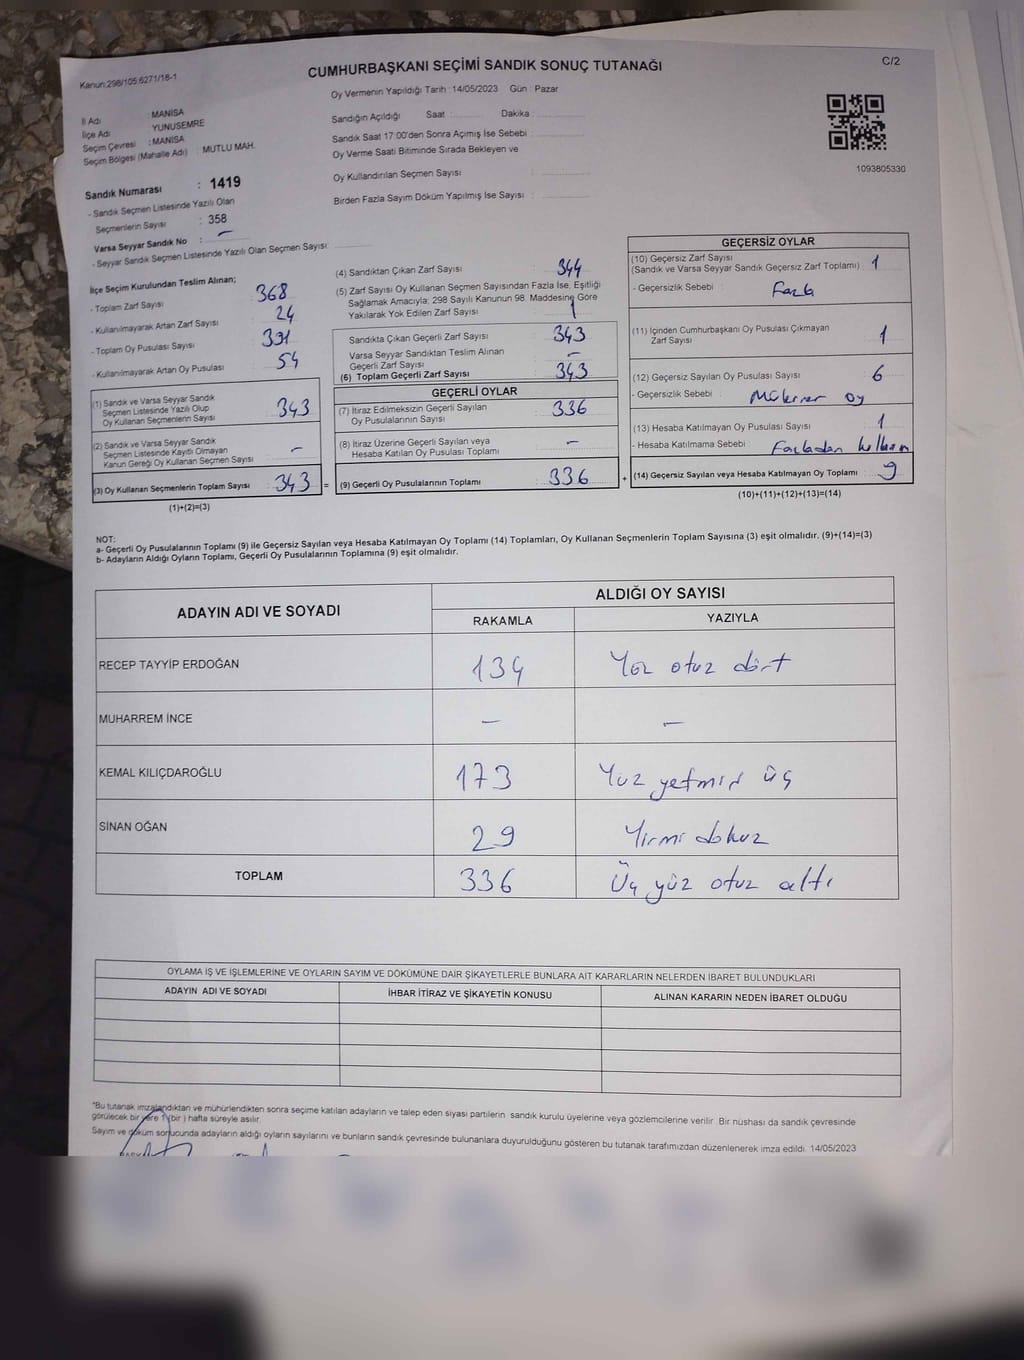 Kanun:298/105:6271/18-1
CUMHURBAŞKANI SEÇİMİ SANDIK SONUÇ TUTANAĞI
C/2
Oy Vermenin Yapıldığı Tarih : 14/05/2023 Gün : Pazar
İl Adı : MANİSA
İlçe Adı YUNUSEMRE
Seçim Çevresi : MANİSA
Seçim Bölgesi (Mahalle Adı) : MUTLU MAH.
Sandık Numarası : 1419
- Sandık Seçmen Listesinde Yazılı Olan
Seçmenlerin Sayısı : 358
Varsa Seyyar Sandık No : –
- Seyyar Sandık Seçmen Listesinde Yazılı Olan Seçmen Sayısı:
Sandığın Açıldığı Saat : Dakika :
Sandık Saat 17:00'den Sonra Açımış İse Sebebi :
Oy Verme Saati Bitiminde Sırada Bekleyen ve
Oy Kullandırılan Seçmen Sayısı :
Birden Fazla Sayım Döküm Yapılmış İse Sayısı :
1093805330
İlçe Seçim Kurulundan Teslim Alınan;
- Toplam Zarf Sayısı 368
- Kullanılmayarak Artan Zarf Sayısı 24
- Toplam Oy Pusulası Sayısı 391
- Kullanılmayarak Artan Oy Pusulası 54
(1) Sandık ve Varsa Seyyar Sandık
Seçmen Listesinde Yazılı Olup
Oy Kullanan Seçmenlerin Sayısı : 343
(2) Sandık ve Varsa Seyyar Sandık
Seçmen Listesinde Kayıtlı Olmayan
Kanun Gereği Oy Kullanan Seçmen Sayısı : –
(3) Oy Kullanan Seçmenlerin Toplam Sayısı : 343 =
(1)+(2)=(3)
(4) Sandıktan Çıkan Zarf Sayısı : 344
(5) Zarf Sayısı Oy Kullanan Seçmen Sayısından Fazla İse, Eşitliği
Sağlamak Amacıyla; 298 Sayılı Kanunun 98. Maddesine Göre
Yakılarak Yok Edilen Zarf Sayısı : 1
Sandıkta Çıkan Geçerli Zarf Sayısı : 343
Varsa Seyyar Sandıktan Teslim Alınan
Geçerli Zarf Sayısı : –
(6) Toplam Geçerli Zarf Sayısı : 343
GEÇERLİ OYLAR
(7) İtiraz Edilmeksizin Geçerli Sayılan
Oy Pusulalarının Sayısı : 336
(8) İtiraz Üzerine Geçerli Sayılan veya
Hesaba Katılan Oy Pusulası Toplamı : –
(9) Geçerli Oy Pusulalarının Toplamı : 336 +
GEÇERSİZ OYLAR
(10) Geçersiz Zarf Sayısı
(Sandık ve Varsa Seyyar Sandık Geçersiz Zarf Toplamı) : 1
- Geçersizlik Sebebi : Fazla
(11) İçinden Cumhurbaşkanı Oy Pusulası Çıkmayan
Zarf Sayısı : 1
(12) Geçersiz Sayılan Oy Pusulası Sayısı : 6
- Geçersizlik Sebebi : Mükerrer oy
(13) Hesaba Katılmayan Oy Pusulası Sayısı : 1
- Hesaba Katılmama Sebebi : Fazladan
(14) Geçersiz Sayılan veya Hesaba Katılmayan Oy Toplamı : 9
(10)+(11)+(12)+(13)=(14)
NOT:
a- Geçerli Oy Pusulalarının Toplamı (9) ile Geçersiz Sayılan veya Hesaba Katılmayan Oy Toplamı (14) Toplamları, Oy Kullanan Seçmenlerin Toplam Sayısına (3) eşit olmalıdır. (9)+(14)=(3)
b- Adayların Aldığı Oyların Toplamı, Geçerli Oy Pusulalarının Toplamına (9) eşit olmalıdır.
ADAYIN ADI VE SOYADI
ALDIĞI OY SAYISI
RAKAMLA YAZIYLA
RECEP TAYYİP ERDOĞAN 134 Yüz otuz dört
MUHARREM İNCE – –
KEMAL KILIÇDAROĞLU 173 Yüz yetmiş üç
SİNAN OĞAN 29 Yirmi dokuz
TOPLAM 336 Üç yüz otuz altı
OYLAMA İŞ VE İŞLEMLERİNE VE OYLARIN SAYIM VE DÖKÜMÜNE DAİR ŞİKAYETLERLE BUNLARA AİT KARARLARIN NELERDEN İBARET BULUNDUKLARI
ADAYIN ADI VE SOYADI İHBAR İTİRAZ VE ŞİKAYETİN KONUSU ALINAN KARARIN NEDEN İBARET OLDUĞU
*Bu tutanak imzalandıktan ve mühürlendikten sonra seçime katılan adayların ve talep eden siyasi partilerin sandık kurulu üyelerine veya gözlemcilerine verilir. Bir nüshası da sandık çevresinde
görülecek bir yere 1 (bir ) hafta süreyle asılır.
Sayım ve döküm sonucunda adayların aldığı oyların sayılarını ve bunların sandık çevresinde bulunanlara duyurulduğunu gösteren bu tutanak tarafımızdan düzenlenerek imza edildi. 14/05/2023